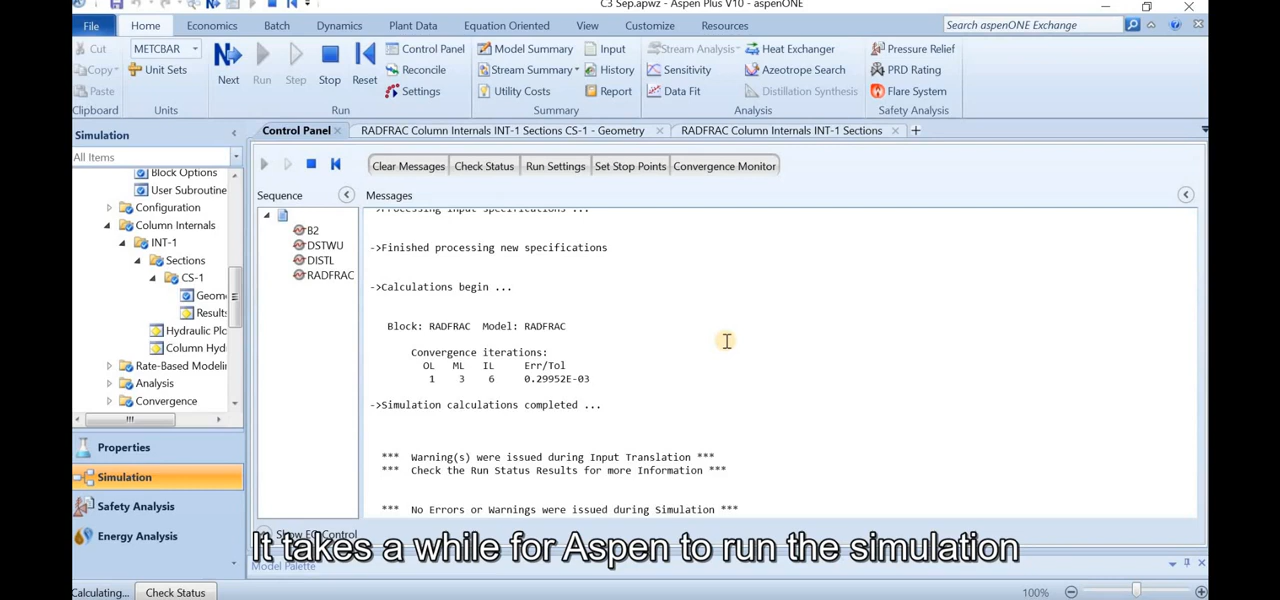 C3 Sep.apwz - Aspen Plus V10 - aspenONE
File Home Economics Batch Dynamics Plant Data Equation Oriented View Customize Resources Search aspenONE Exchange
Cut METCBAR Control Panel Model Summary Input Stream Analysis Heat Exchanger Pressure Relief
Copy Unit Sets Next Run Step Stop Reset Reconcile Stream Summary History Sensitivity Azeotrope Search PRD Rating
Paste Settings Utility Costs Report Data Fit Distillation Synthesis Flare System
Clipboard Units Run Summary Analysis Safety Analysis
Simulation Control Panel RADFRAC Column Internals INT-1 Sections CS-1 - Geometry RADFRAC Column Internals INT-1 Sections
All Items
Clear Messages Check Status Run Settings Set Stop Points Convergence Monitor
Block Options
User Subroutine
Configuration
Column Internals
INT-1
Sections
CS-1
Geom
Results
Hydraulic Plo
Column Hyd
Rate-Based Modelin
Analysis
Convergence
Properties
Simulation
Safety Analysis
Energy Analysis
Sequence
B2
DSTWU
DISTL
RADFRAC
Messages
->Processing input specifications ...
->Finished processing new specifications
->Calculations begin ...
Block: RADFRAC Model: RADFRAC
Convergence iterations:
OL ML IL Err/Tol
1 3 6 0.29952E-03
->Simulation calculations completed ...
*** Warning(s) were issued during Input Translation ***
*** Check the Run Status Results for more Information ***
*** No Errors or Warnings were issued during Simulation ***
Show EO Control
It takes a while for Aspen to run the simulation
Model Palette
Calculating... Check Status 100%